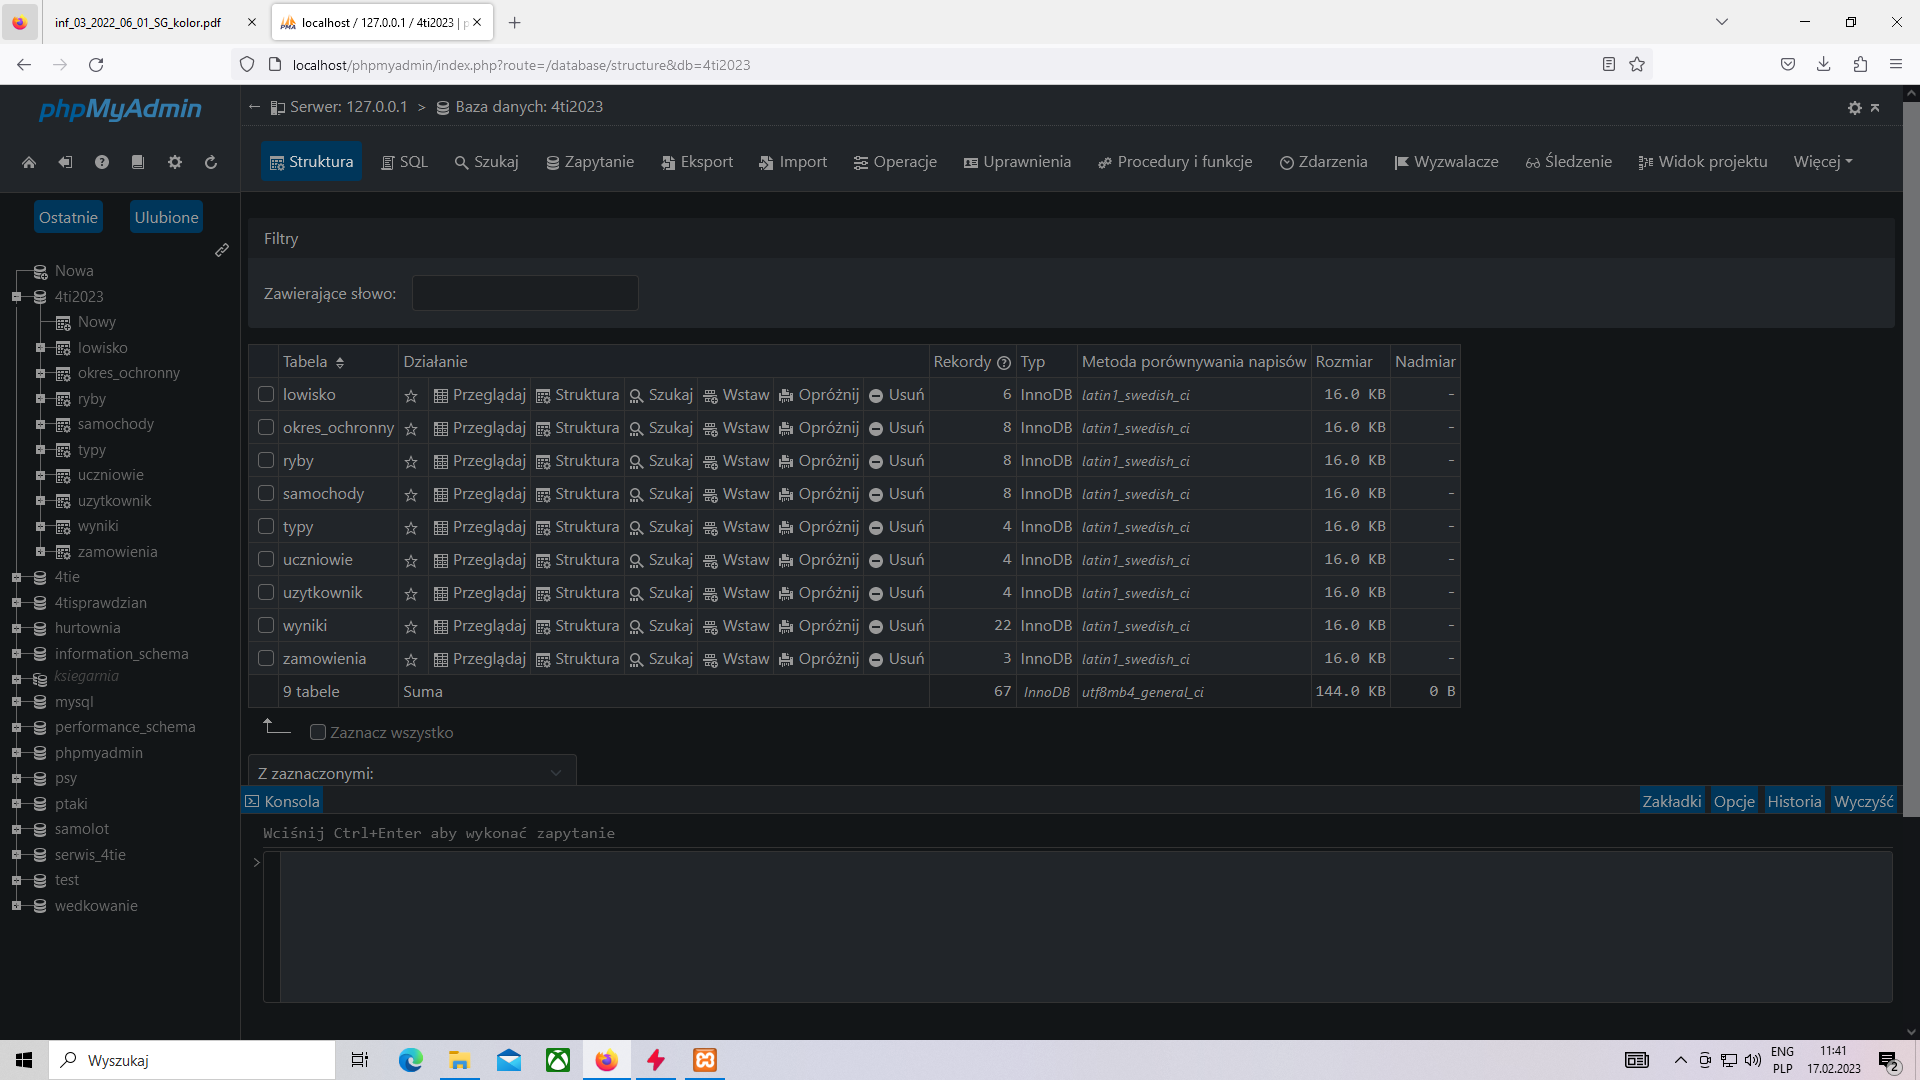 inf_03_2022_06_01_SG_kolor.pdf
localhost / 127.0.0.1 / 4ti2023 |
localhost/phpmyadmin/index.php?route=/database/structure&db=4ti2023
phpMyAdmin
Ostatnie Ulubione
Nowa
4ti2023
Nowy
lowisko
okres_ochronny
ryby
samochody
typy
uczniowie
uzytkownik
wyniki
zamowienia
4tie
4tisprawdzian
hurtownia
information_schema
ksiegarnia
mysql
performance_schema
phpmyadmin
psy
ptaki
samolot
serwis_4tie
test
wedkowanie
Serwer: 127.0.0.1 > Baza danych: 4ti2023
Struktura SQL Szukaj Zapytanie Eksport Import Operacje Uprawnienia Procedury i funkcje Zdarzenia Wyzwalacze Śledzenie Widok projektu Więcej
Filtry
Zawierające słowo:
Tabela Działanie Rekordy Typ Metoda porównywania napisów Rozmiar Nadmiar
lowisko Przeglądaj Struktura Szukaj Wstaw Opróżnij Usuń 6 InnoDB latin1_swedish_ci 16.0 KB -
okres_ochronny Przeglądaj Struktura Szukaj Wstaw Opróżnij Usuń 8 InnoDB latin1_swedish_ci 16.0 KB -
ryby Przeglądaj Struktura Szukaj Wstaw Opróżnij Usuń 8 InnoDB latin1_swedish_ci 16.0 KB -
samochody Przeglądaj Struktura Szukaj Wstaw Opróżnij Usuń 8 InnoDB latin1_swedish_ci 16.0 KB -
typy Przeglądaj Struktura Szukaj Wstaw Opróżnij Usuń 4 InnoDB latin1_swedish_ci 16.0 KB -
uczniowie Przeglądaj Struktura Szukaj Wstaw Opróżnij Usuń 4 InnoDB latin1_swedish_ci 16.0 KB -
uzytkownik Przeglądaj Struktura Szukaj Wstaw Opróżnij Usuń 4 InnoDB latin1_swedish_ci 16.0 KB -
wyniki Przeglądaj Struktura Szukaj Wstaw Opróżnij Usuń 22 InnoDB latin1_swedish_ci 16.0 KB -
zamowienia Przeglądaj Struktura Szukaj Wstaw Opróżnij Usuń 3 InnoDB latin1_swedish_ci 16.0 KB -
9 tabele Suma 67 InnoDB utf8mb4_general_ci 144.0 KB 0 B
Zaznacz wszystko
Z zaznaczonymi:
Konsola Zakładki Opcje Historia Wyczyść
Wciśnij Ctrl+Enter aby wykonać zapytanie
>
Wyszukaj
ENG 11:41
PLP 17.02.2023
2